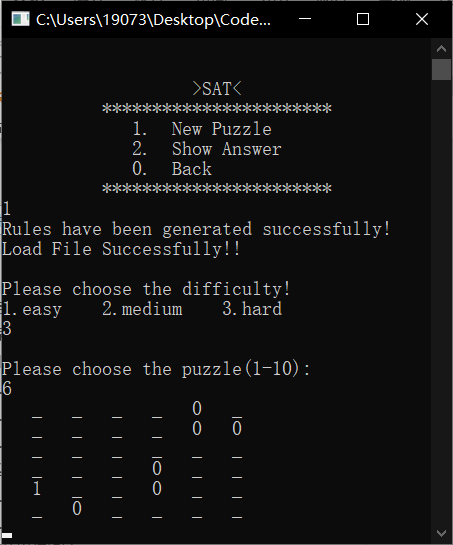 C:\Users\19073\Desktop\Code...
>SAT<
***********************
1. New Puzzle
2. Show Answer
0. Back
***********************
1
Rules have been generated successfully!
Load File Successfully!!
Please choose the difficulty!
1.easy 2.medium 3.hard
3
Please choose the puzzle(1-10):
6
_ _ _ _ 0 _
_ _ _ _ 0 0
_ _ _ _ _ _
_ _ _ 0 _ _
1 _ _ 0 _ _
_ 0 _ _ _ _